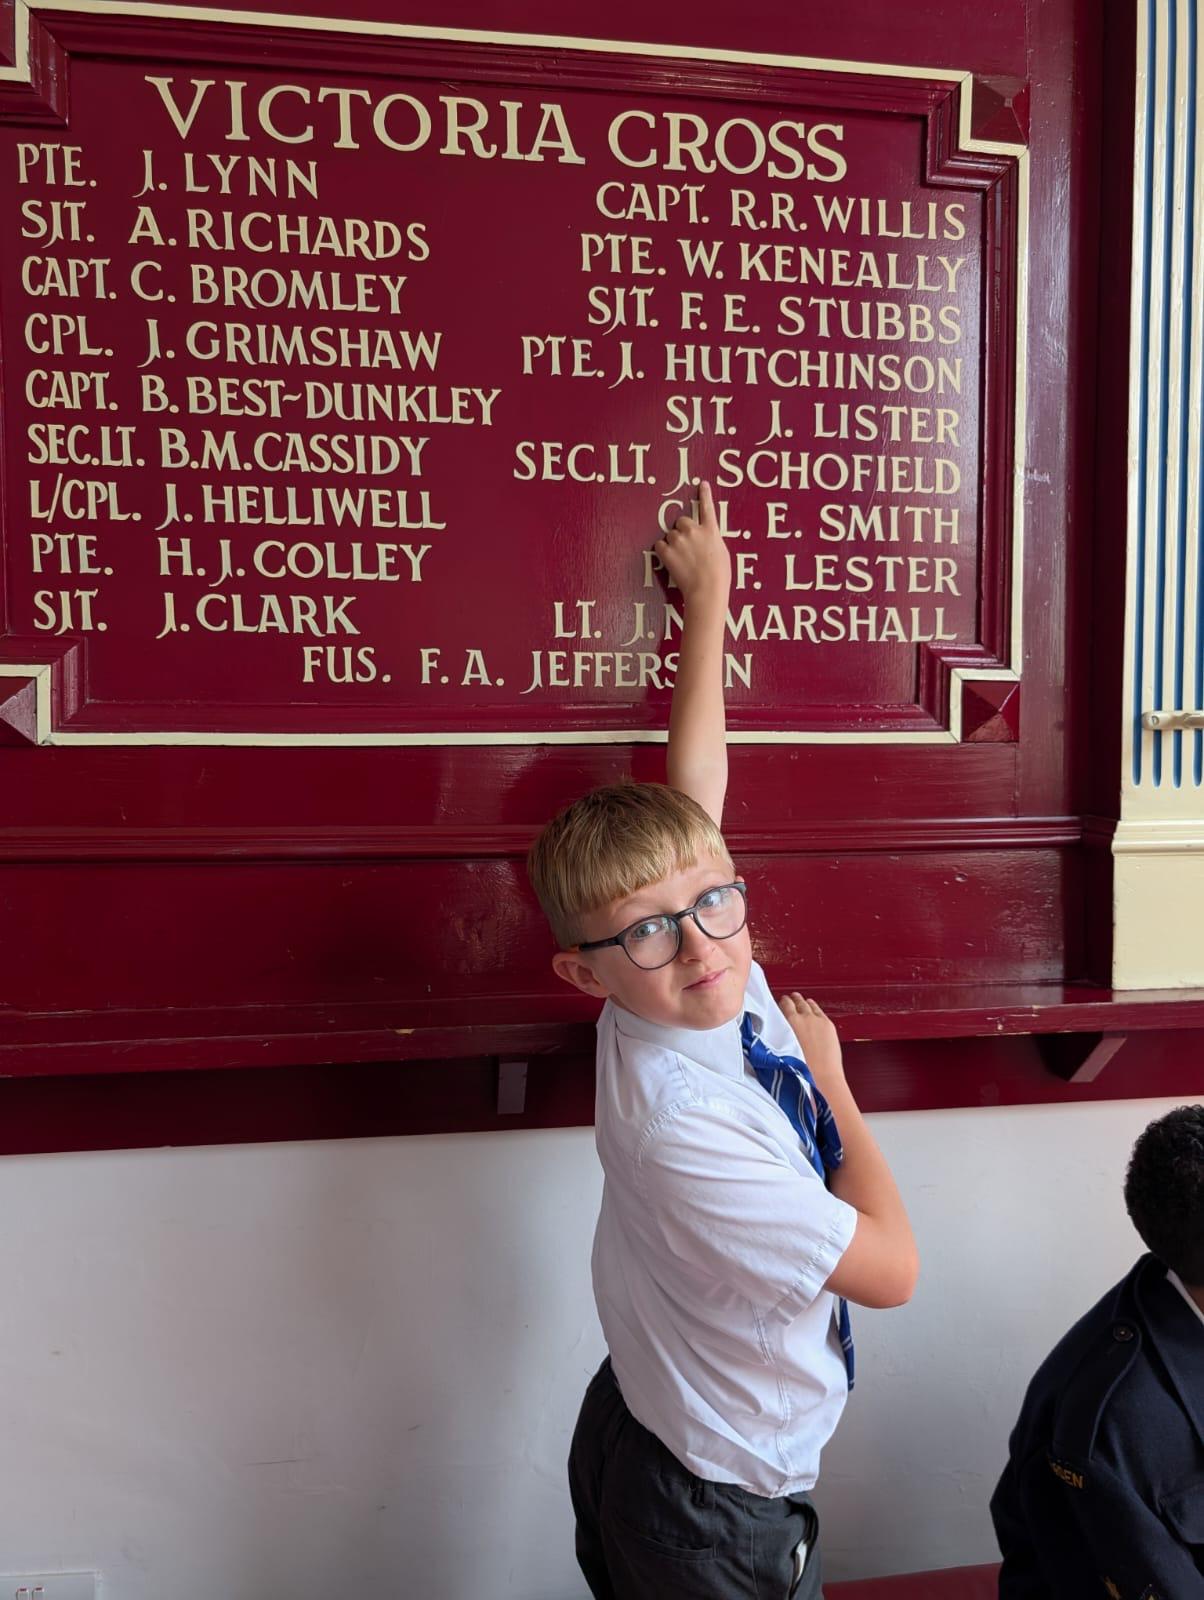 VICTORIA CROSS
PTE. J. LYNN
SJT. A. RICHARDS
CAPT. C. BROMLEY
CPL. J. GRIMSHAW
CAPT. B. BEST~DUNKLEY
SEC.LT. B.M. CASSIDY
L/CPL. J. HELLIWELL
PTE. H. J. COLLEY
SJT. J. CLARK
CAPT. R.R. WILLIS
PTE. W. KENEALLY
SJT. F. E. STUBBS
PTE. J. HUTCHINSON
SJT. J. LISTER
SEC.LT. J. SCHOFIELD
CPL. E. SMITH
F. LESTER
LT. J.N. MARSHALL
FUS. F. A. JEFFERSON